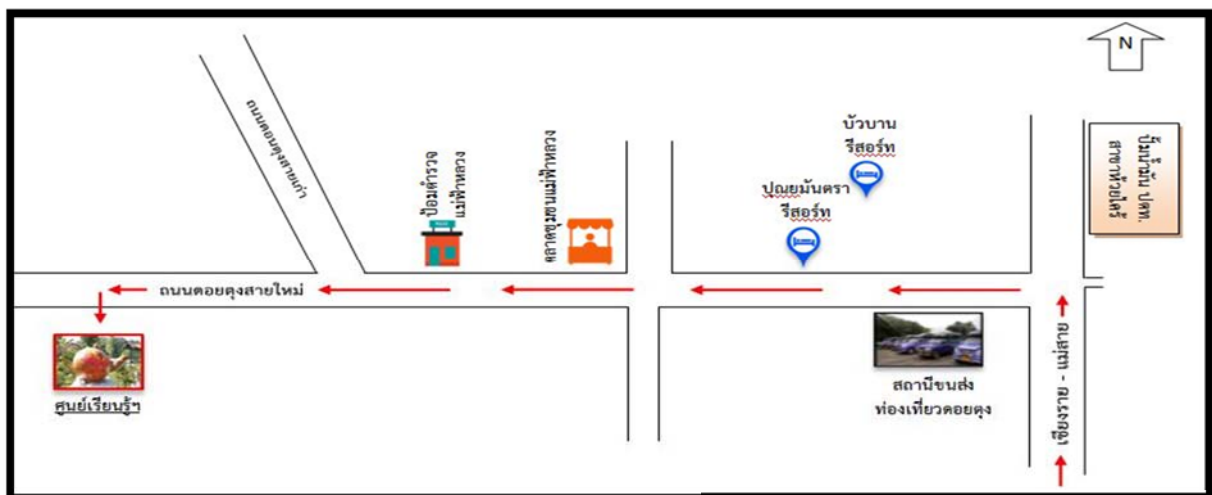 N
ปั๊มน้ำมัน ปตท.
สาขาห้วยไคร้
บัวบาน
รีสอร์ท
ปุณยมันตรา
รีสอร์ท
ตลาดชุมชนแม่ฟ้าหลวง
ป้อมตำรวจ
แม่ฟ้าหลวง
ถนนดอนตุงสายเก่า
ถนนดอยตุงสายใหม่
ศูนย์เรียนรู้ฯ
สถานีขนส่ง
ท่องเที่ยวดอยตุง
เชียงราย - แม่สาย